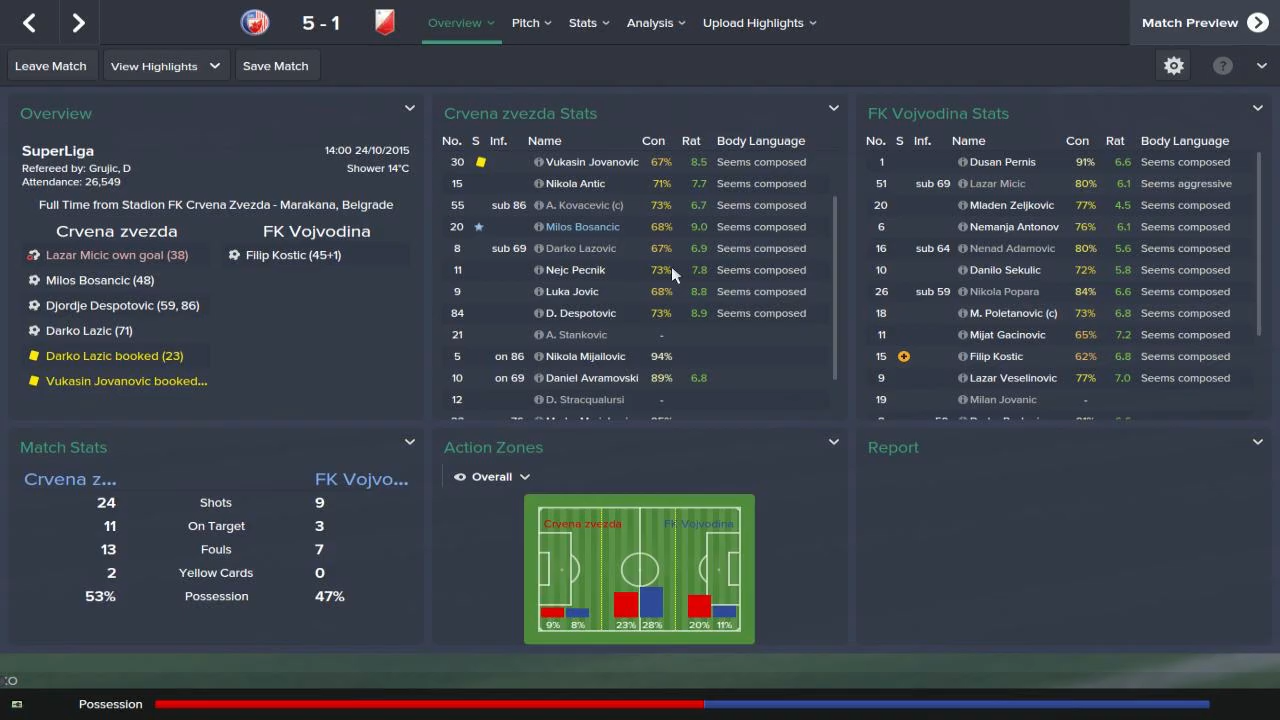 5 - 1
Overview
Pitch
Stats
Analysis
Upload Highlights
Match Preview
Leave Match
View Highlights
Save Match
?
Overview
SuperLiga 14:00 24/10/2015
Refereed by: Grujic, D Shower 14°C
Attendance: 26,549
Full Time from Stadion FK Crvena Zvezda - Marakana, Belgrade
Crvena zvezda FK Vojvodina
Lazar Micic own goal (38) Filip Kostic (45+1)
Milos Bosancic (48)
Djordje Despotovic (59, 86)
Darko Lazic (71)
Darko Lazic booked (23)
Vukasin Jovanovic booked...
Crvena zvezda Stats
No. S Inf. Name Con Rat Body Language
30 Vukasin Jovanovic 67% 8.5 Seems composed
15 Nikola Antic 71% 7.7 Seems composed
55 sub 86 A. Kovacevic (c) 73% 6.7 Seems composed
20 Milos Bosancic 68% 9.0 Seems composed
8 sub 69 Darko Lazovic 67% 6.9 Seems composed
11 Nejc Pecnik 73% 7.8 Seems composed
9 Luka Jovic 68% 8.8 Seems composed
84 D. Despotovic 73% 8.9 Seems composed
21 A. Stankovic -
5 on 86 Nikola Mijailovic 94%
10 on 69 Daniel Avramovski 89% 6.8
12 D. Stracqualursi -
FK Vojvodina Stats
No. S Inf. Name Con Rat Body Language
1 Dusan Pernis 91% 6.6 Seems composed
51 sub 69 Lazar Micic 80% 6.1 Seems aggressive
20 Mladen Zeljkovic 77% 4.5 Seems composed
6 Nemanja Antonov 76% 6.1 Seems composed
16 sub 64 Nenad Adamovic 80% 5.6 Seems composed
10 Danilo Sekulic 72% 5.8 Seems composed
26 sub 59 Nikola Popara 84% 6.6 Seems composed
18 M. Poletanovic (c) 73% 6.8 Seems composed
11 Mijat Gacinovic 65% 7.2 Seems composed
15 Filip Kostic 62% 6.8 Seems composed
9 Lazar Veselinovic 77% 7.0 Seems composed
19 Milan Jovanic -
Match Stats
Crvena z... FK Vojvo...
24 Shots 9
11 On Target 3
13 Fouls 7
2 Yellow Cards 0
53% Possession 47%
Action Zones
Overall
Crvena zvezda FK Vojvodina
9% 8% 23% 28% 20% 11%
Report
:O
Possession